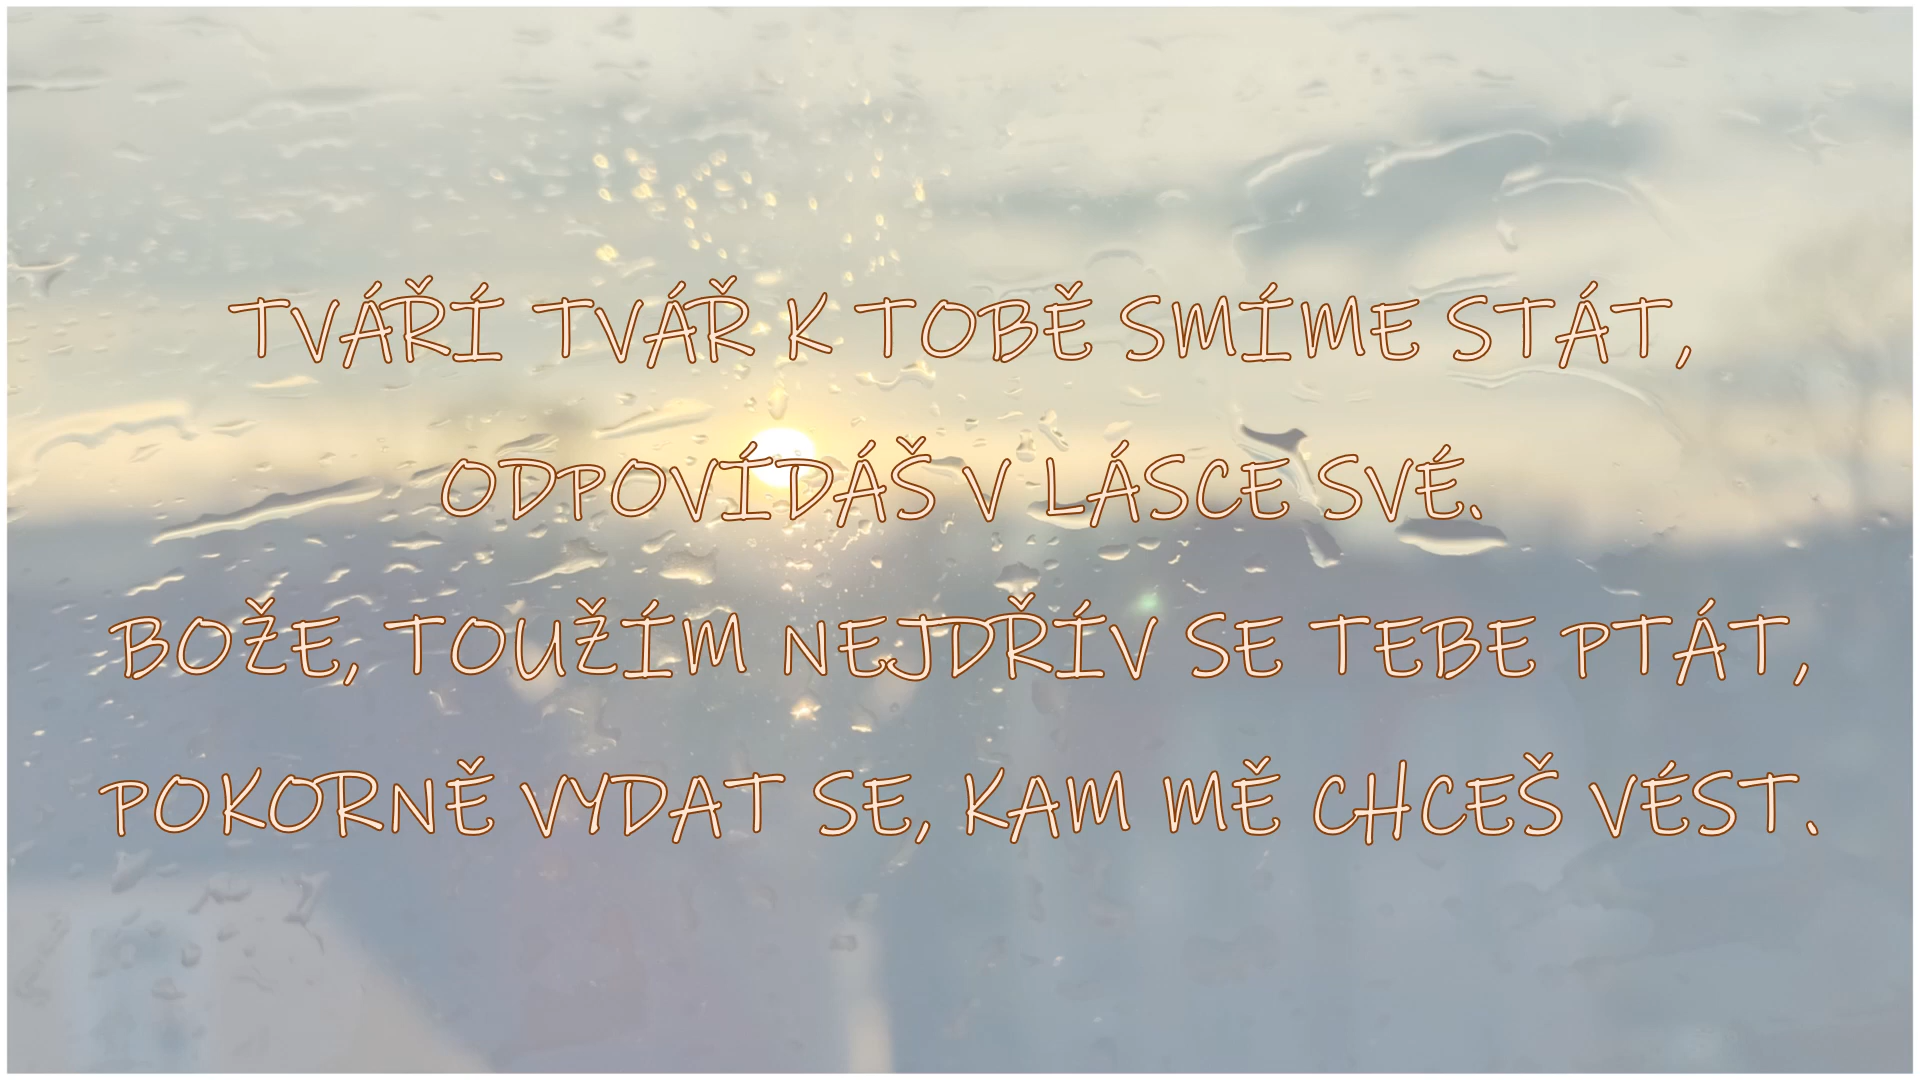 TVÁŘÍ TVÁŘ K TOBĚ SMÍME STÁT,
ODPOVÍDÁŠ V LÁSCE SVÉ.
BOŽE, TOUŽÍM NEJDŘÍV SE TEBE PTÁT,
POKORNĚ VYDAT SE, KAM MĚ CHCEŠ VÉST.